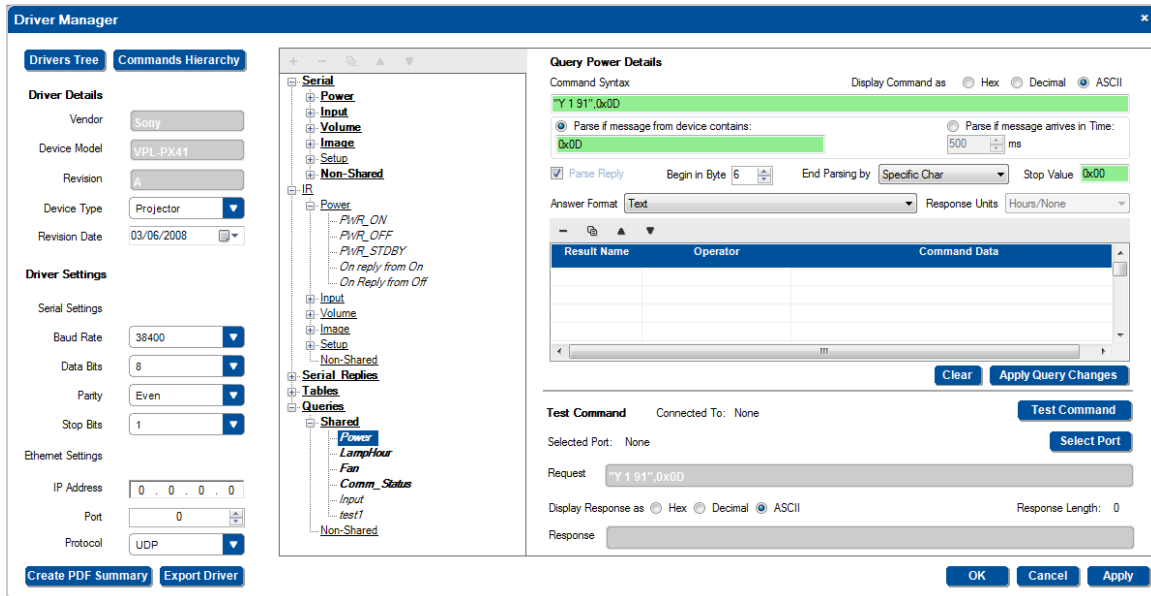 Driver Manager
Drivers Tree
Commands Hierarchy
Driver Details
Vendor
Sony
Device Model
VPL-PX41
Revision
A
Device Type
Projector
Revision Date
03/06/2008
Driver Settings
Serial Settings
Baud Rate
38400
Data Bits
8
Parity
Even
Stop Bits
1
Ethernet Settings
IP Address
0 . 0 . 0 . 0
Port
0
Protocol
UDP
Create PDF Summary
Export Driver
Serial
Power
Input
Volume
Image
Setup
Non-Shared
IR
Power
PWR_ON
PWR_OFF
PWR_STDBY
On reply from On
On Reply from Off
Input
Volume
Image
Setup
Non-Shared
Serial Replies
Tables
Queries
Shared
Power
LampHour
Fan
Comm_Status
Input
test1
Non-Shared
Query Power Details
Command Syntax
Display Command as Hex Decimal ASCII
"Y 1 91",0x0D
Parse if message from device contains:
Parse if message arrives in Time:
0x0D
500 ms
Parse Reply
Begin in Byte 6
End Parsing by Specific Char
Stop Value 0x00
Answer Format Text
Response Units Hours/None
Result Name Operator Command Data
Clear
Apply Query Changes
Test Command Connected To: None
Test Command
Selected Port: None
Select Port
Request "Y 1 91",0x0D
Display Response as Hex Decimal ASCII
Response Length: 0
Response
OK
Cancel
Apply